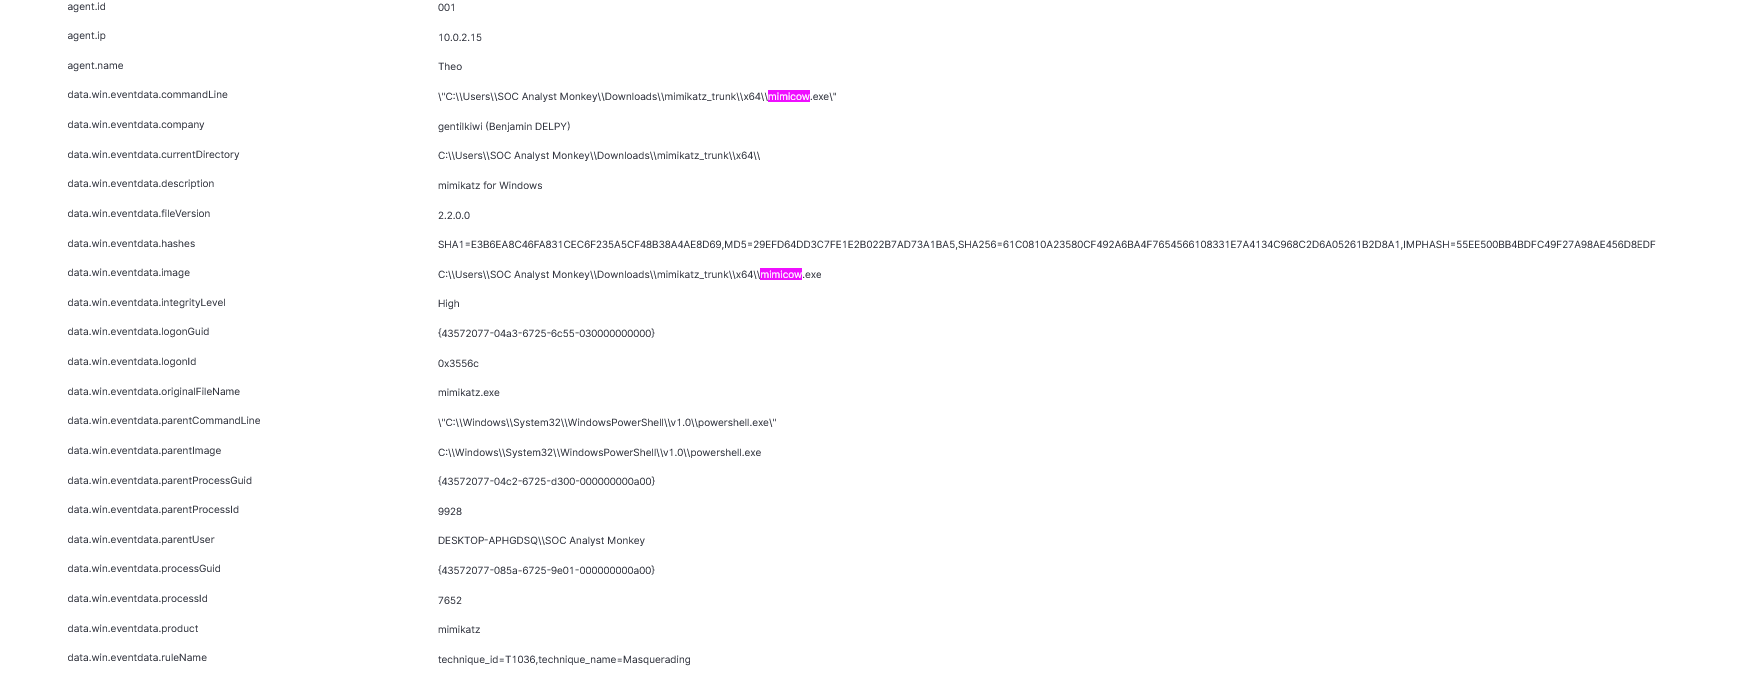 agent.id 001
agent.ip 10.0.2.15
agent.name Theo
data.win.eventdata.commandLine \"C:\\Users\\SOC Analyst Monkey\\Downloads\\mimikatz_trunk\\x64\\mimicow.exe\"
data.win.eventdata.company gentilkiwi (Benjamin DELPY)
data.win.eventdata.currentDirectory C:\\Users\\SOC Analyst Monkey\\Downloads\\mimikatz_trunk\\x64\\
data.win.eventdata.description mimikatz for Windows
data.win.eventdata.fileVersion 2.2.0.0
data.win.eventdata.hashes SHA1=E3B6EA8C46FA831CEC6F235A5CF48B38A4AE8D69,MD5=29EFD64DD3C7FE1E2B022B7AD73A1BA5,SHA256=61C0810A23580CF492A6BA4F7654566108331E7A4134C968C2D6A05261B2D8A1,IMPHASH=55EE500BB4BDFC49F27A98AE456D8EDF
data.win.eventdata.image C:\\Users\\SOC Analyst Monkey\\Downloads\\mimikatz_trunk\\x64\\mimicow.exe
data.win.eventdata.integrityLevel High
data.win.eventdata.logonGuid {43572077-04a3-6725-6c55-030000000000}
data.win.eventdata.logonId 0x3556c
data.win.eventdata.originalFileName mimikatz.exe
data.win.eventdata.parentCommandLine \"C:\\Windows\\System32\\WindowsPowerShell\\v1.0\\powershell.exe\"
data.win.eventdata.parentImage C:\\Windows\\System32\\WindowsPowerShell\\v1.0\\powershell.exe
data.win.eventdata.parentProcessGuid {43572077-04c2-6725-d300-000000000a00}
data.win.eventdata.parentProcessId 9928
data.win.eventdata.parentUser DESKTOP-APHGDSQ\\SOC Analyst Monkey
data.win.eventdata.processGuid {43572077-085a-6725-9e01-000000000a00}
data.win.eventdata.processId 7652
data.win.eventdata.product mimikatz
data.win.eventdata.ruleName technique_id=T1036,technique_name=Masquerading